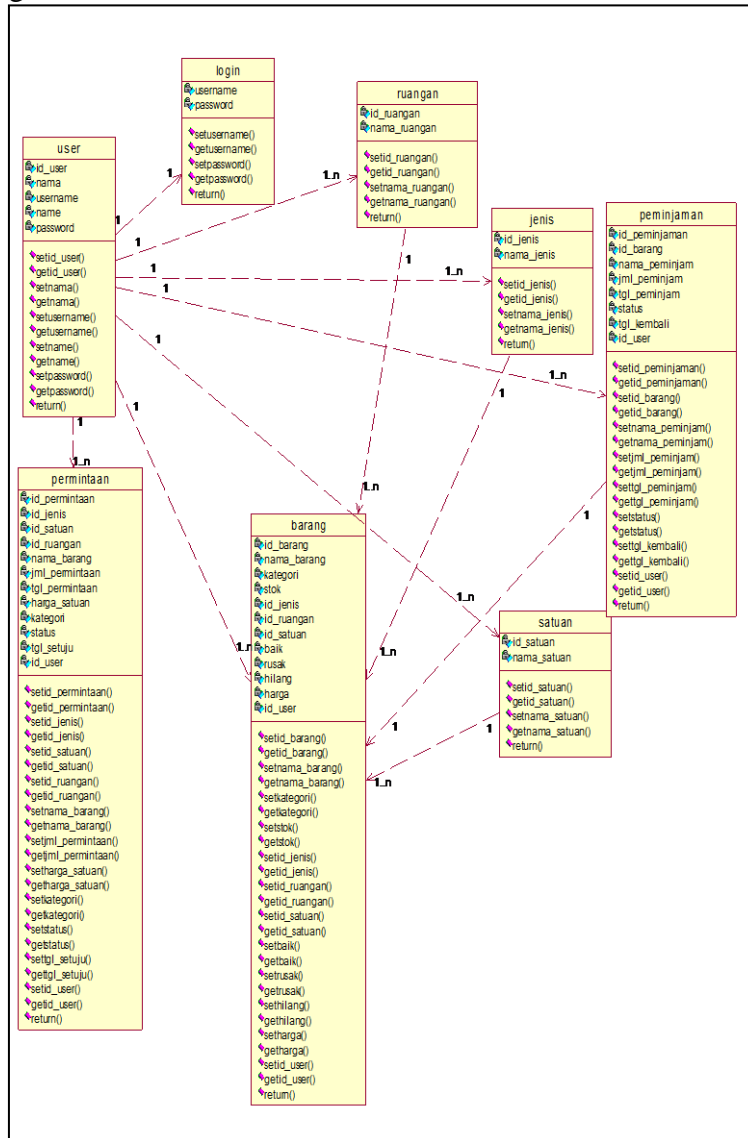 login
username
password
setusername()
getusername()
setpassword()
getpassword()
return()
ruangan
id_ruangan
nama_ruangan
setid_ruangan()
getid_ruangan()
setnama_ruangan()
getnama_ruangan()
return()
user
id_user
nama
username
name
password
setid_user()
getid_user()
setnama()
getnama()
setusername()
getusername()
setname()
getname()
setpassword()
getpassword()
return()
jenis
id_jenis
nama_jenis
setid_jenis()
getid_jenis()
setnama_jenis()
getnama_jenis()
return()
peminjaman
id_peminjaman
id_barang
nama_peminjam
jml_peminjam
tgl_peminjam
status
tgl_kembali
id_user
setid_peminjaman()
getid_peminjaman()
setid_barang()
getid_barang()
setnama_peminjam()
getnama_peminjam()
setjml_peminjam()
getjml_peminjam()
settgl_peminjam()
gettgl_peminjam()
setstatus()
getstatus()
settgl_kembali()
gettgl_kembali()
setid_user()
getid_user()
return()
1
1
1
1..n
1
1..n
1
1..n
1
1
1..n
1
1..n
1
1..n
1
1..n
1
1..n
1
1
1
1..n
permintaan
id_permintaan
id_jenis
id_satuan
id_ruangan
nama_barang
jml_permintaan
tgl_permintaan
harga_satuan
kategori
status
tgl_setuju
id_user
setid_permintaan()
getid_permintaan()
setid_jenis()
getid_jenis()
setid_satuan()
getid_satuan()
setid_ruangan()
getid_ruangan()
setnama_barang()
getnama_barang()
setjml_permintaan()
getjml_permintaan()
setharga_satuan()
getharga_satuan()
setkategori()
getkategori()
setstatus()
getstatus()
settgl_setuju()
gettgl_setuju()
setid_user()
getid_user()
return()
barang
id_barang
nama_barang
kategori
stok
id_jenis
id_ruangan
id_satuan
baik
rusak
hilang
harga
id_user
setid_barang()
getid_barang()
setnama_barang()
getnama_barang()
setkategori()
getkategori()
setstok()
getstok()
setid_jenis()
getid_jenis()
setid_ruangan()
getid_ruangan()
setid_satuan()
getid_satuan()
setbaik()
getbaik()
setrusak()
getrusak()
sethilang()
gethilang()
setharga()
getharga()
setid_user()
getid_user()
return()
satuan
id_satuan
nama_satuan
setid_satuan()
getid_satuan()
setnama_satuan()
getnama_satuan()
return()